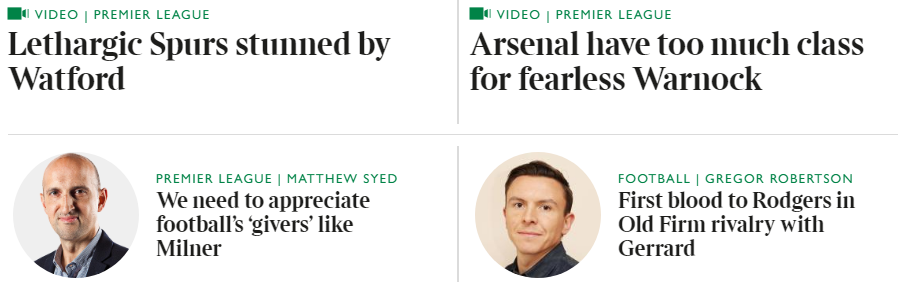 VIDEO | PREMIER LEAGUE
Lethargic Spurs stunned by
Watford
VIDEO | PREMIER LEAGUE
Arsenal have too much class
for fearless Warnock
PREMIER LEAGUE | MATTHEW SYED
We need to appreciate
football's ‘givers’ like
Milner
FOOTBALL | GREGOR ROBERTSON
First blood to Rodgers in
Old Firm rivalry with
Gerrard